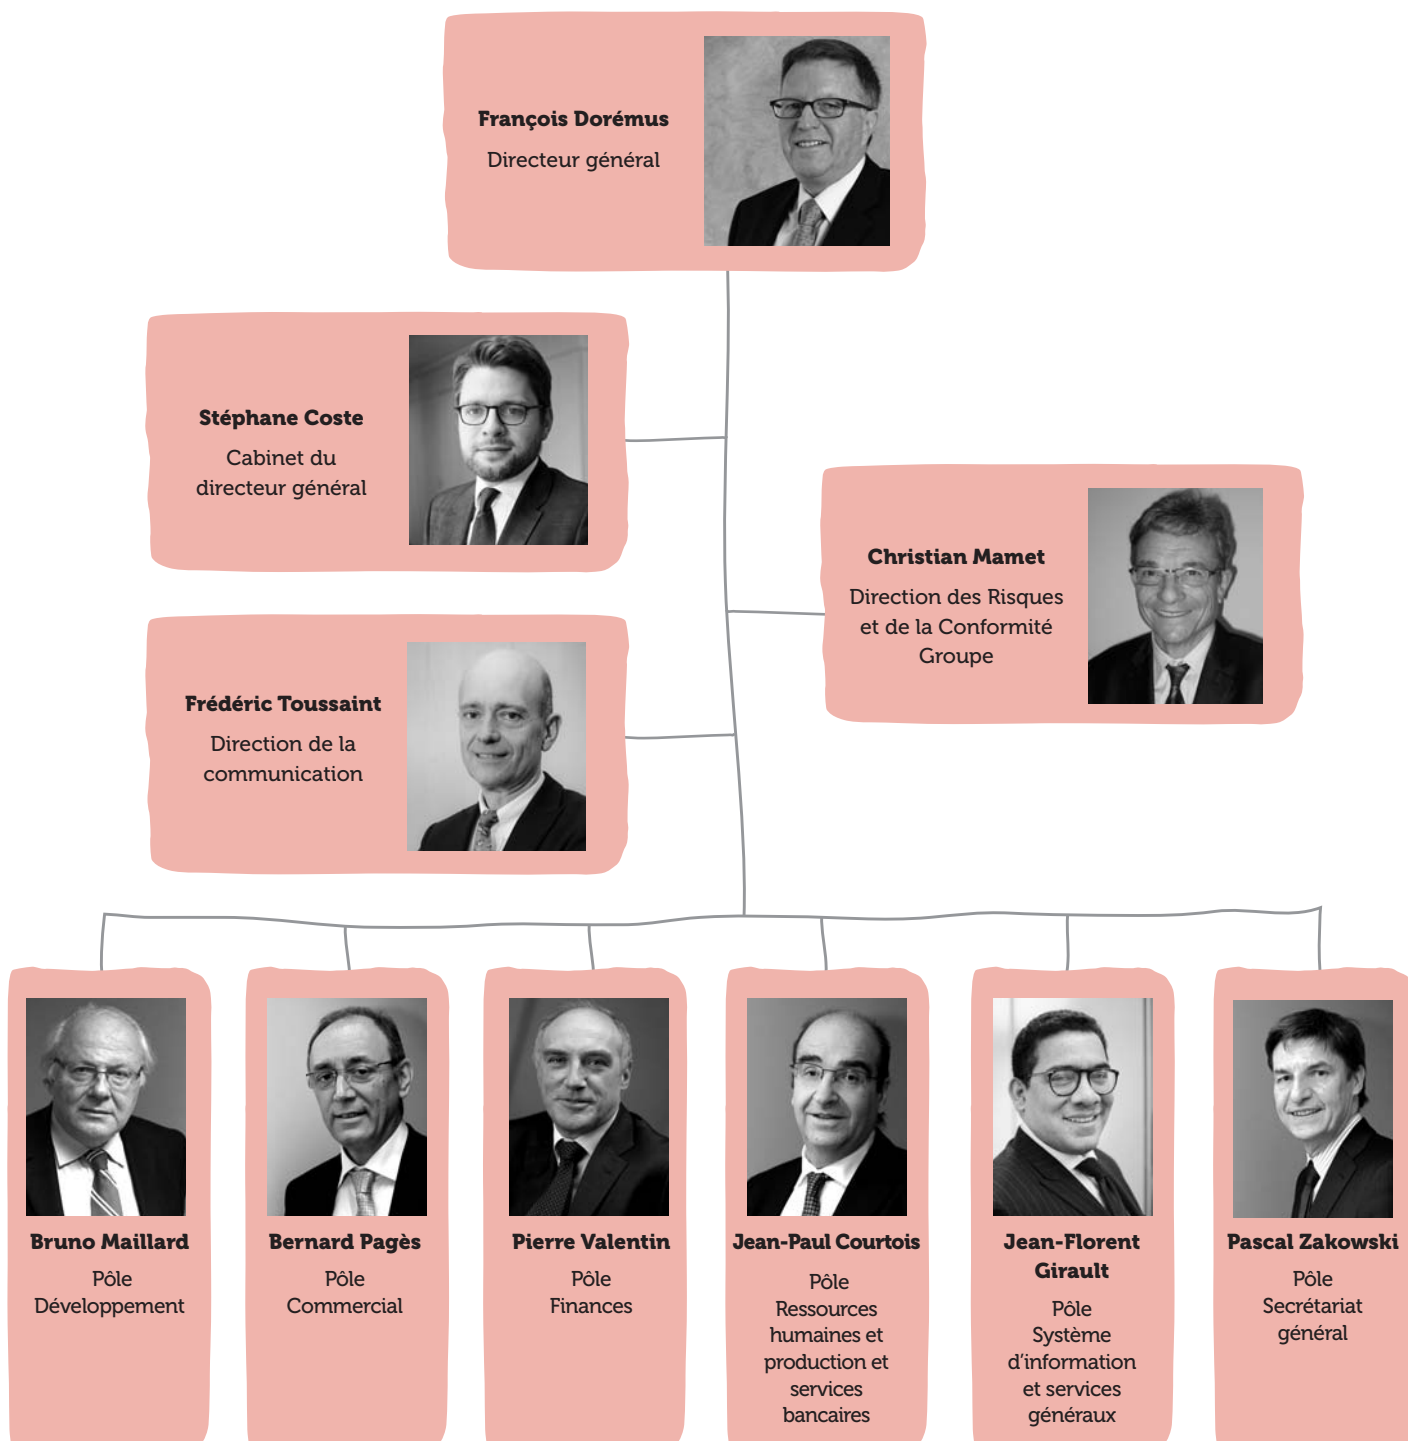 François Dorémus
Directeur général
Stéphane Coste
Cabinet du
directeur général
Christian Mamet
Direction des Risques
et de la Conformité
Groupe
Frédéric Toussaint
Direction de la
communication
Bruno Maillard
Pôle
Développement
Bernard Pagès
Pôle
Commercial
Pierre Valentin
Pôle
Finances
Jean-Paul Courtois
Pôle
Ressources
humaines et
production et
services
bancaires
Jean-Florent
Girault
Pôle
Système
d'information
et services
généraux
Pascal Zakowski
Pôle
Secrétariat
général